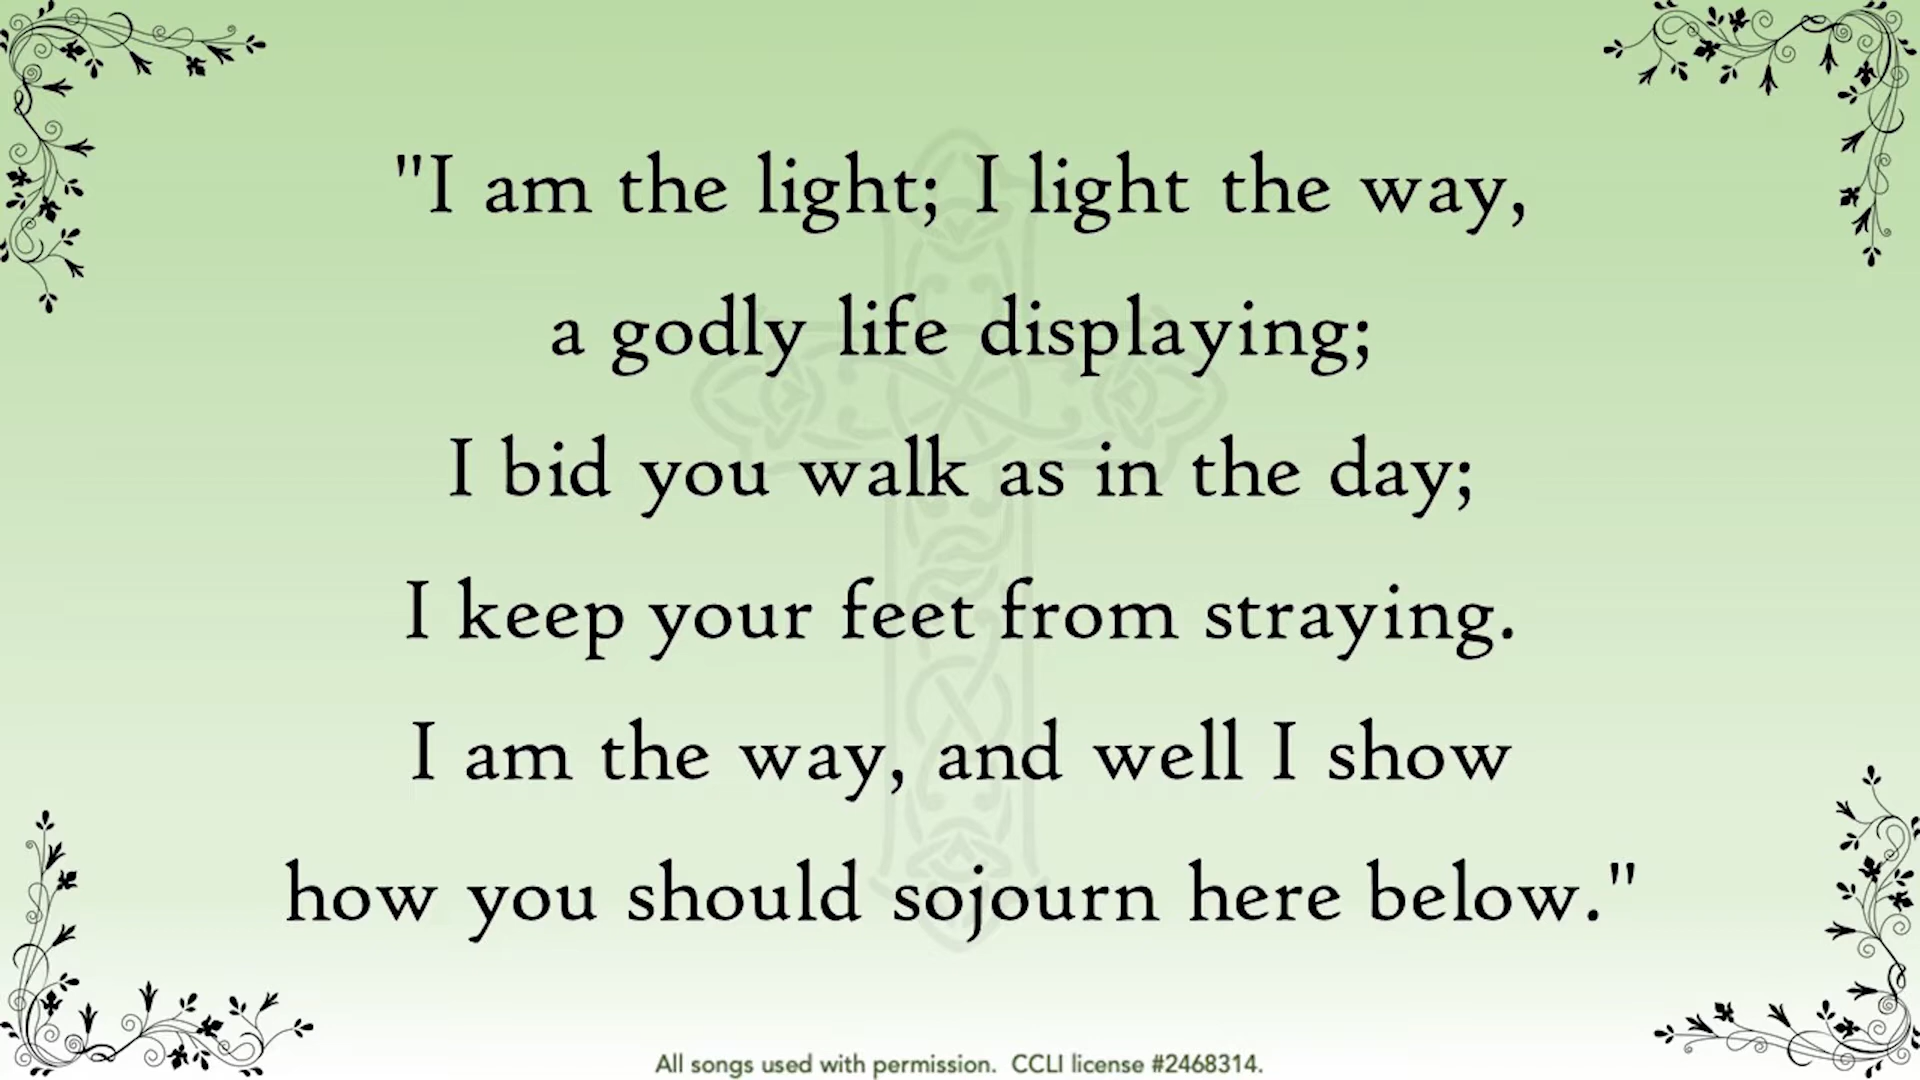 "I am the light; I light the way,
a godly life displaying;
I bid you walk as in the day;
I keep your feet from straying.
I am the way, and well I show
how you should sojourn here below."
All songs used with permission. CCLI license #2468314.